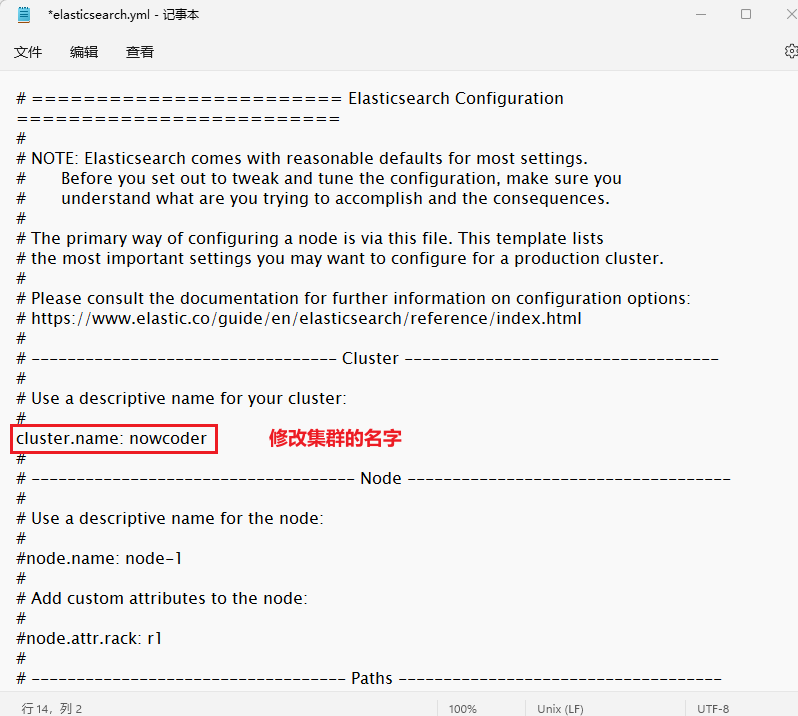 *elasticsearch.yml - 记事本
文件 编辑 查看
# ======================== Elasticsearch Configuration
=========================
#
# NOTE: Elasticsearch comes with reasonable defaults for most settings.
#       Before you set out to tweak and tune the configuration, make sure you
#       understand what are you trying to accomplish and the consequences.
#
# The primary way of configuring a node is via this file. This template lists
# the most important settings you may want to configure for a production cluster.
#
# Please consult the documentation for further information on configuration options:
# https://www.elastic.co/guide/en/elasticsearch/reference/index.html
#
# ---------------------------------- Cluster -----------------------------------
#
# Use a descriptive name for your cluster:
#
cluster.name: nowcoder 修改集群的名字
#
# ------------------------------------ Node ------------------------------------
#
# Use a descriptive name for the node:
#
#node.name: node-1
#
# Add custom attributes to the node:
#
#node.attr.rack: r1
#
# ----------------------------------- Paths ------------------------------------
行 14，列 2 100% Unix (LF) UTF-8